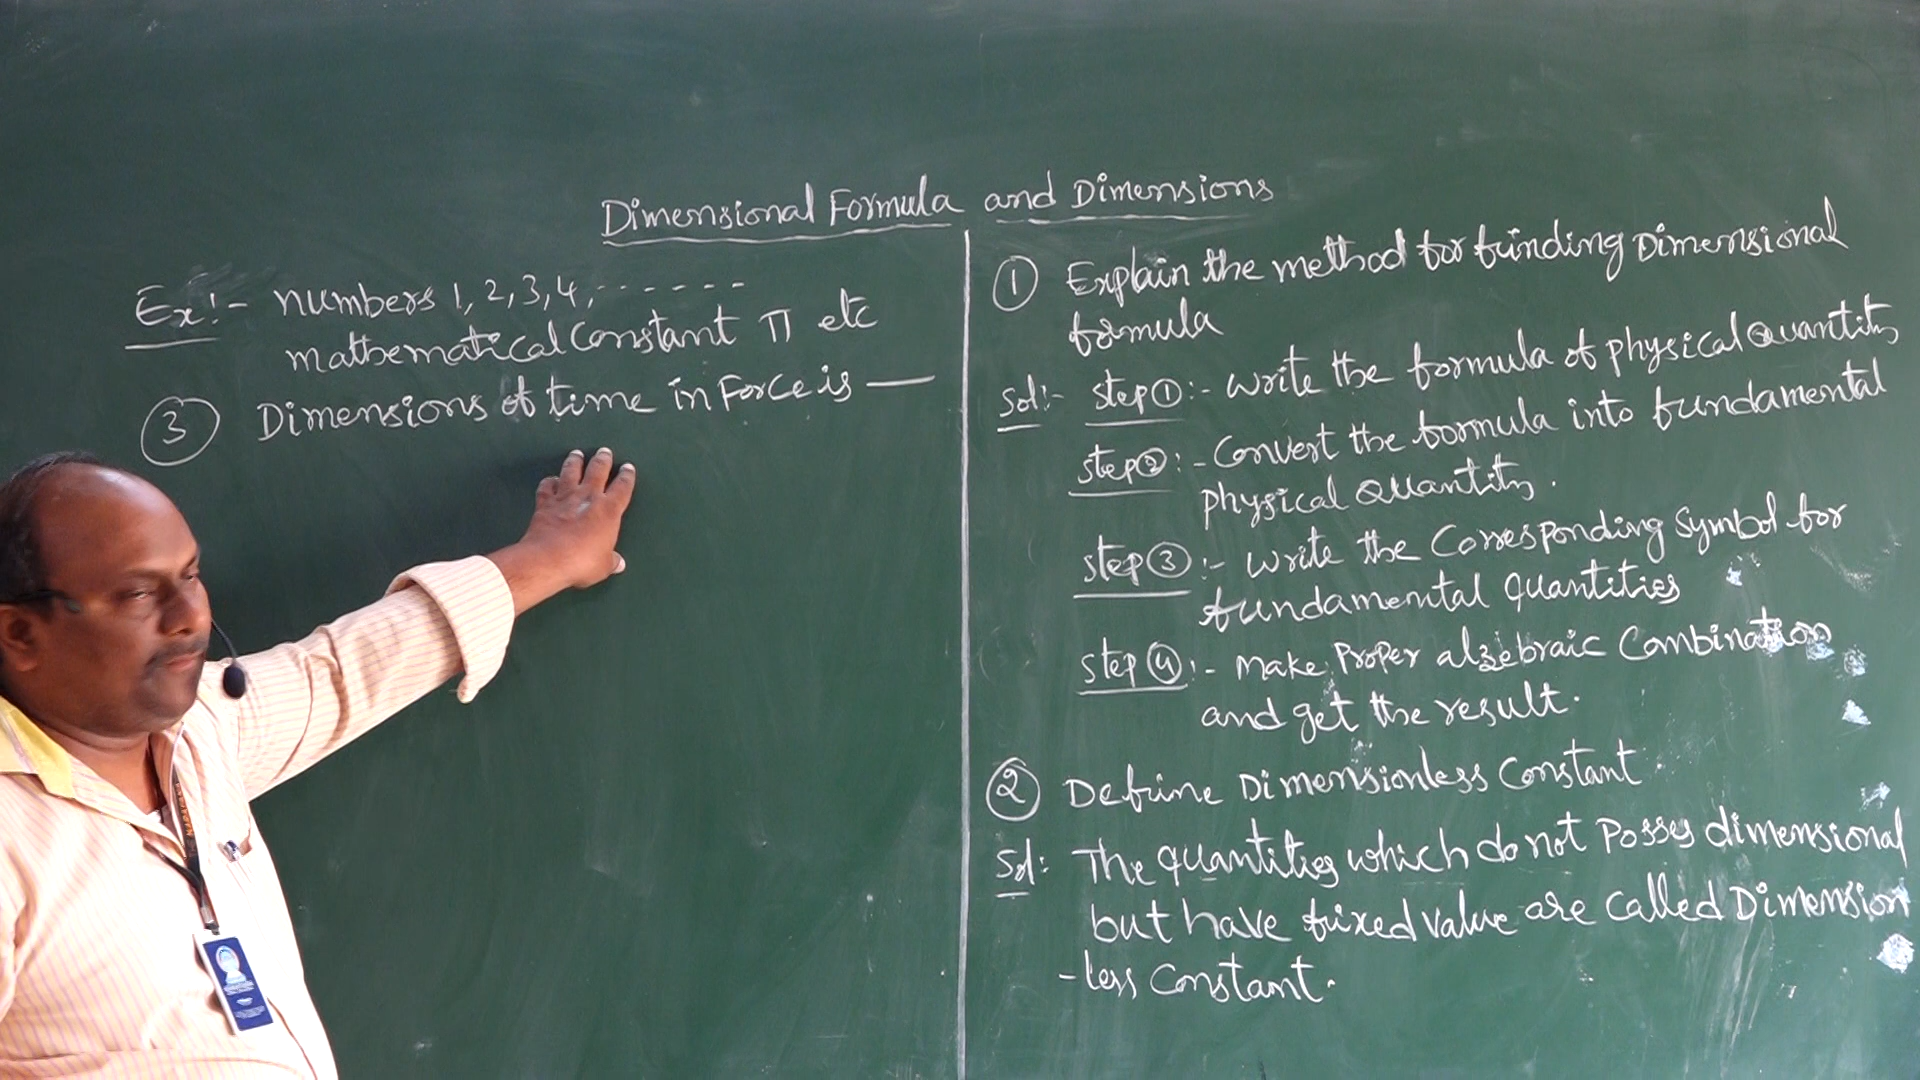 Dimensional Formula and Dimensions
Ex:- numbers 1, 2, 3, 4, - - - - - -
mathematical Constant π etc
③ Dimensions of time in Force is —
① Explain the method for finding Dimensional
formula
Sol:- step①:- Write the formula of physical Quantity
step②:- Convert the formula into fundamental
physical Quantity.
step③:- Write the Corresponding Symbol for
fundamental Quantities
step④:- Make Proper algebraic Combination
and get the result.
② Define Dimensionless Constant
Sol: The quantities which do not Posses dimensional
but have fixed value are called Dimension
-less Constant.